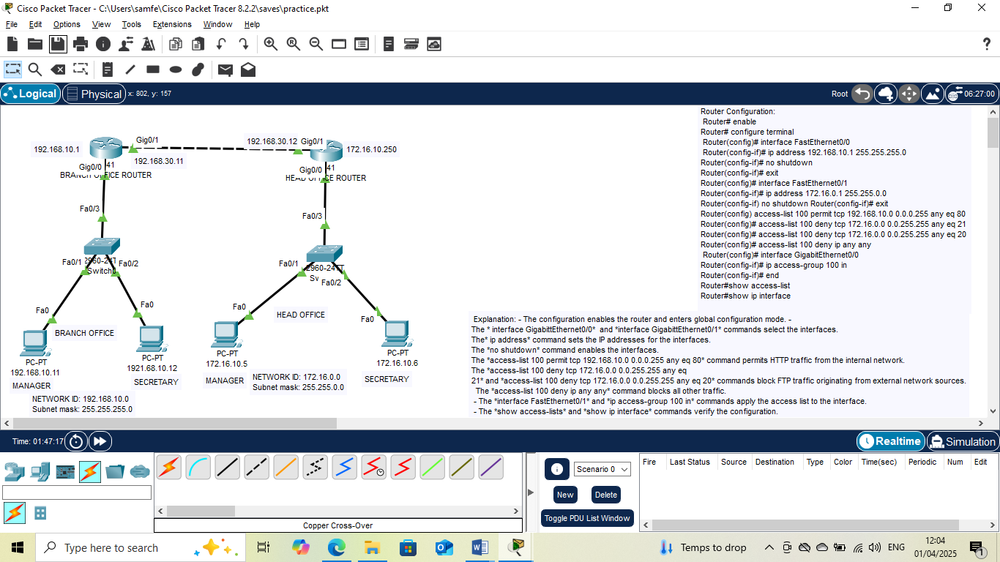 Cisco Packet Tracer - C:\Users\samfe\Cisco Packet Tracer 8.2.2\saves\practice.pkt
File Edit Options View Tools Extensions Window Help
?
Logical Physical x: 802, y: 157 Root 06:27:00
Router Configuration:
Router# enable
Router# configure terminal
Router(config)# interface FastEthernet0/0
Router(config-if)# ip address 192.168.10.1 255.255.255.0
Router(config-if)# no shutdown
Router(config-if)# exit
Router(config)# interface FastEthernet0/1
Router(config-if)# ip address 172.16.0.1 255.255.0.0
Router(config-if) no shutdown Router(config-if)# exit
Router(config) access-list 100 permit tcp 192.168.10.0 0.0.0.255 any eq 80
Router(config)# access-list 100 deny tcp 172.16.0.0 0.0.255.255 any eq 21
Router(config)# access-list 100 deny tcp 172.16.0.0 0.0.255.255 any eq 20
Router(config)# access-list 100 deny ip any any
Router(config)# interface GigabitEthernet0/0
Router(config-if)# ip access-group 100 in
Router(config-if)# end
Router#show access-list
Router#show ip interface
Gig0/1 192.168.30.12 Gig0/1
192.168.10.1 172.16.10.250
192.168.30.11
Gig0/0 41 Gig0/0 41
BRANCH OFFICE ROUTER HEAD OFFICE ROUTER
Fa0/3 Fa0/3
Fa0/1 2960-24T Fa0/2 Fa0/1 2960-24TT
Switch0 Fa0/2
Fa0 Fa0 Fa0 Fa0
HEAD OFFICE
BRANCH OFFICE
PC-PT PC-PT PC-PT PC-PT
192.168.10.11 1921.68.10.12 172.16.10.5 172.16.10.6
MANAGER SECRETARY MANAGER SECRETARY
NETWORK ID: 172.16.0.0
Subnet mask: 255.255.0.0
NETWORK ID: 192.168.10.0
Subnet mask: 255.255.255.0
Explanation: - The configuration enables the router and enters global configuration mode. -
The * interface GigabittEthernet0/0* and *interface GigabittEthernet0/1* commands select the interfaces.
The* ip address* command sets the IP addresses for the interfaces.
The *no shutdown* command enables the interfaces.
The *access-list 100 permit tcp 192.168.10.0 0.0.0.255 any eq 80* command permits HTTP traffic from the internal network.
The *access-list 100 deny tcp 172.16.0.0 0.0.255.255 any eq
21* and *access-list 100 deny tcp 172.16.0.0 0.0.255.255 any eq 20* commands block FTP traffic originating from external network sources.
The *access-list 100 deny ip any any* command blocks all other traffic.
- The *interface FastEthernet0/1* and *ip access-group 100 in* commands apply the access list to the interface.
- The *show access-lists* and *show ip interface* commands verify the configuration.
Time: 01:47:17 Realtime Simulation
Scenario 0
New Delete
Toggle PDU List Window
Fire Last Status Source Destination Type Color Time(sec) Periodic Num Edit
Copper Cross-Over
Type here to search
Temps to drop ENG 12:04 01/04/2025 1